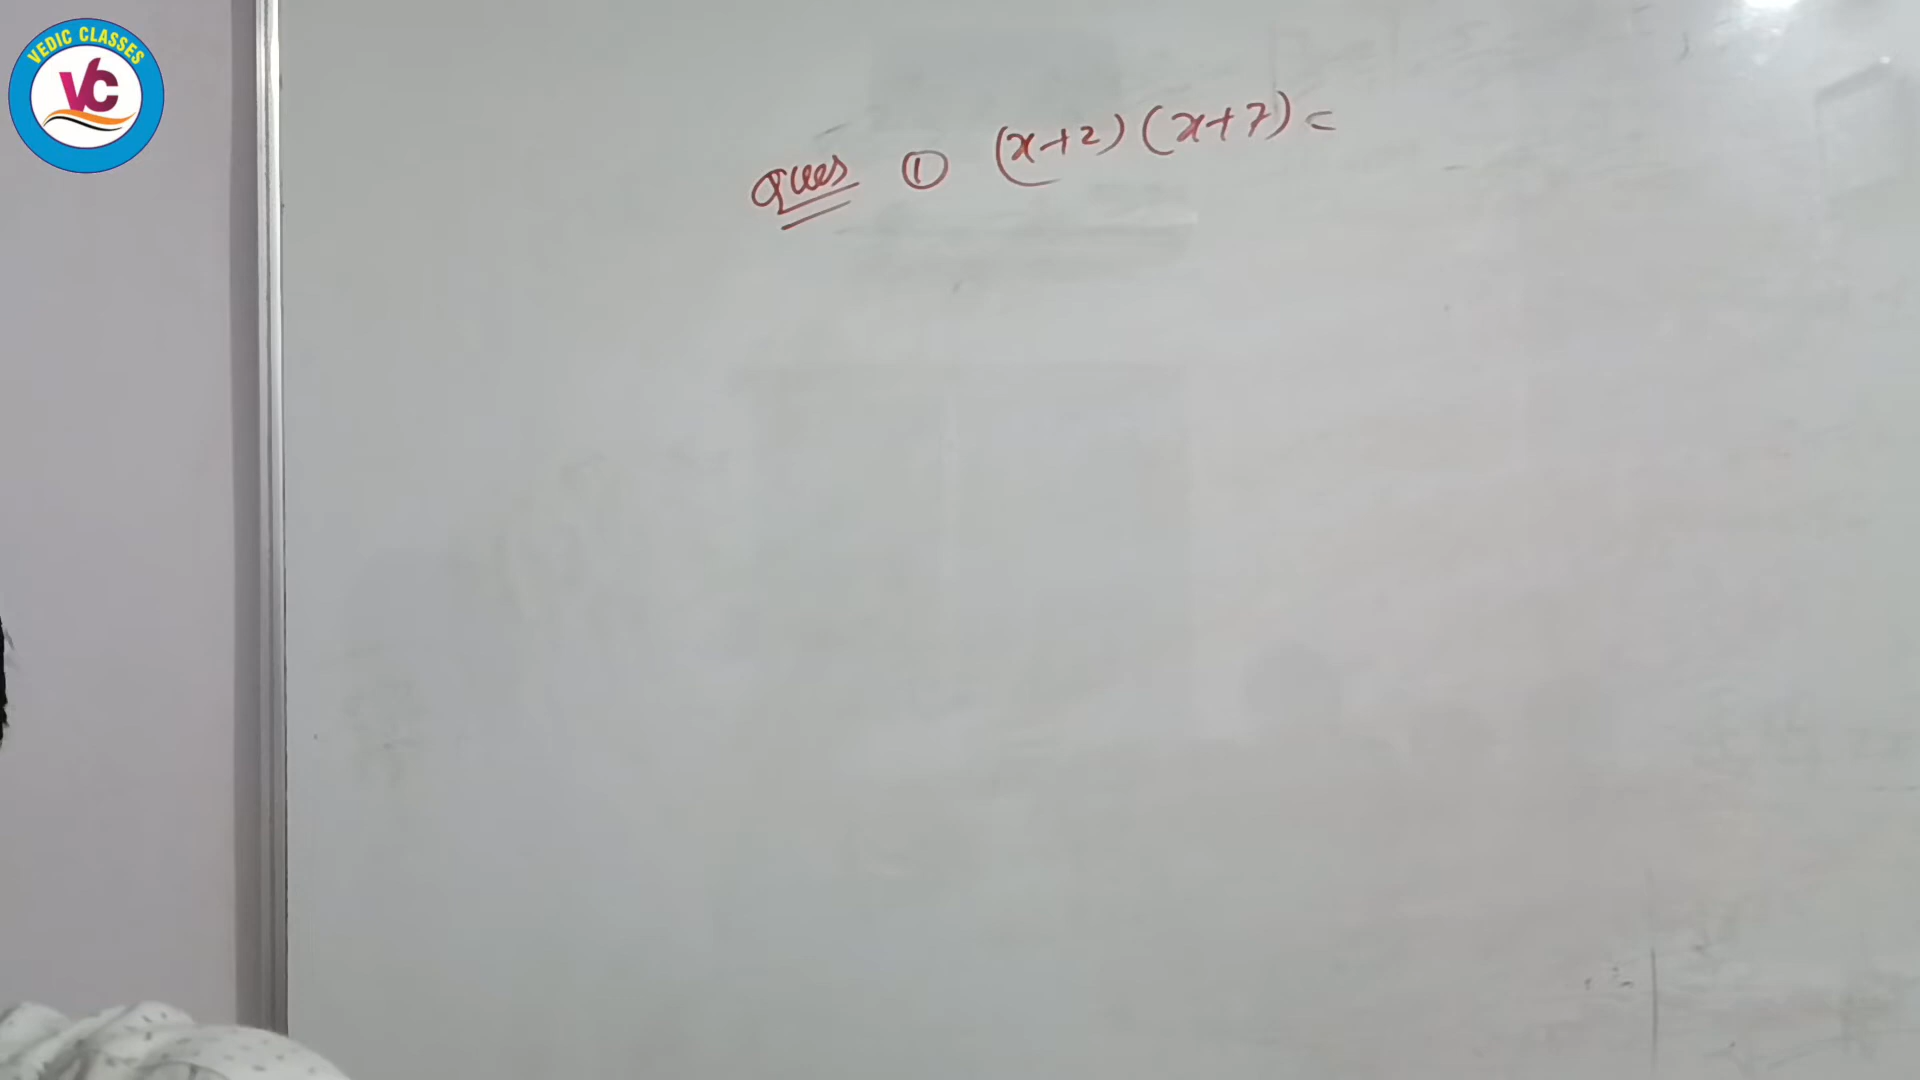 VEDIC CLASSES
VC
Ques ① (x+2) (x+7) =